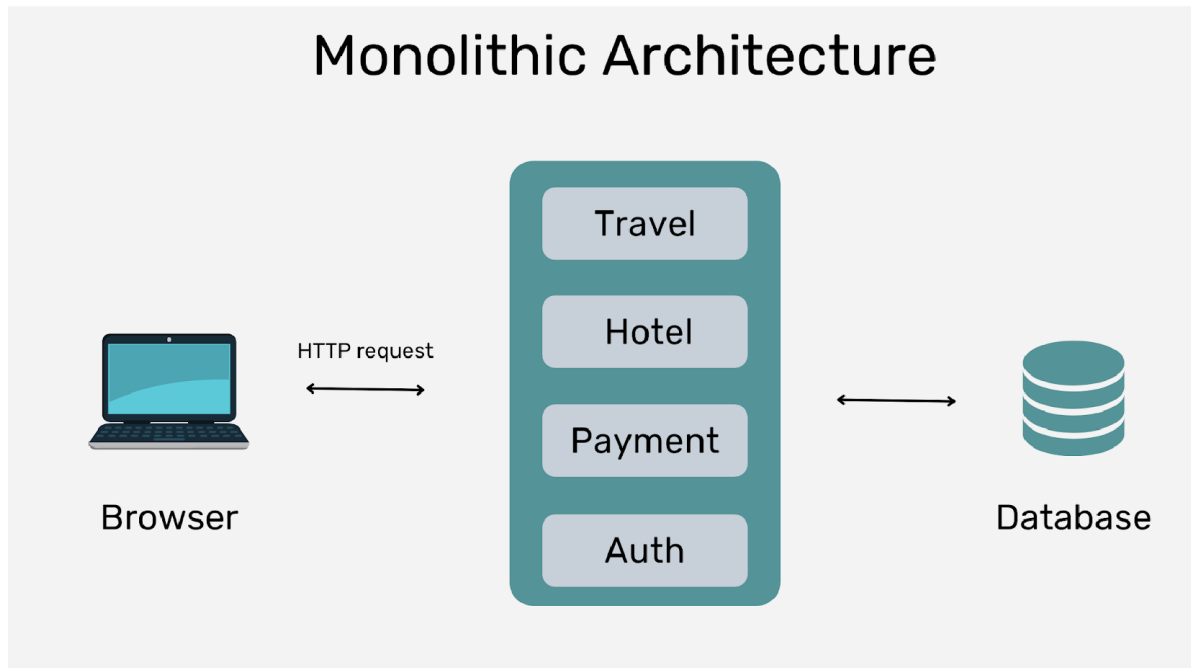 Monolithic Architecture
Travel
Hotel
HTTP request
Payment
Browser
Database
Auth